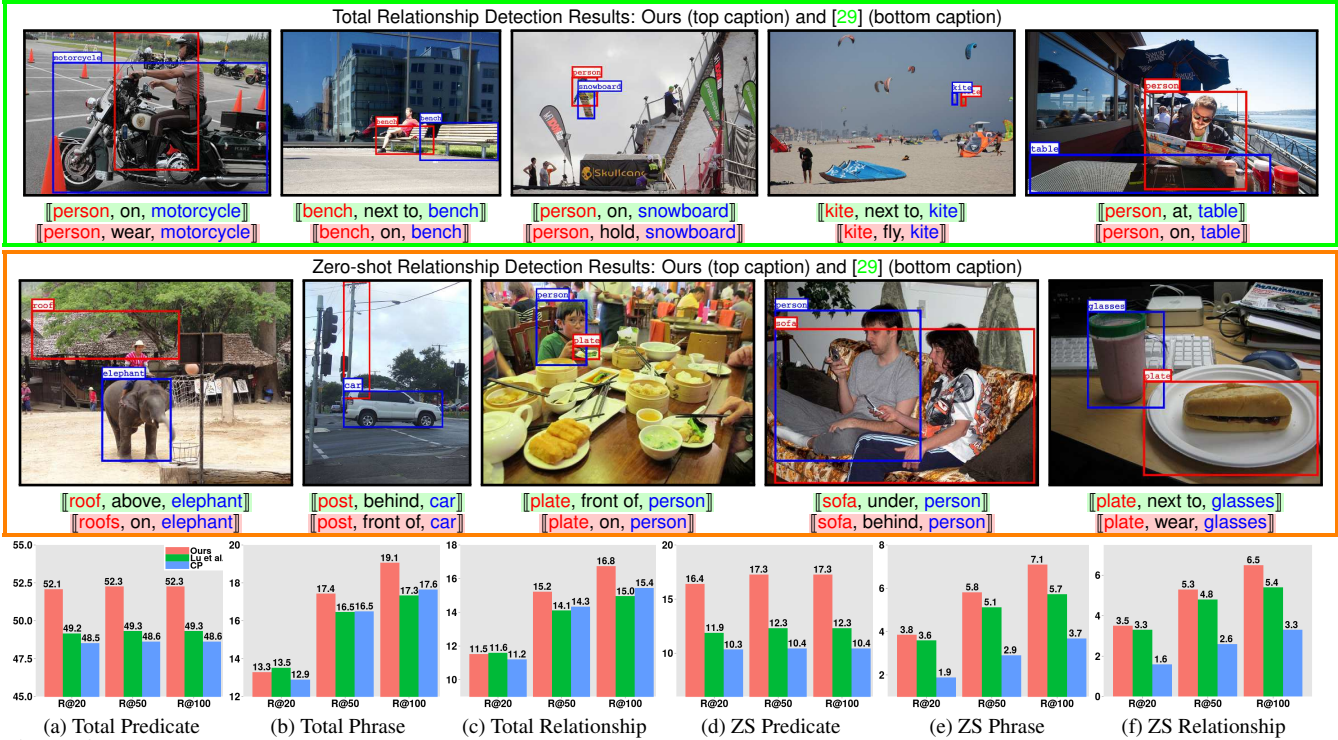 Total Relationship Detection Results: Ours (top caption) and [29] (bottom caption)
motorcycle
bench
bench
person
snowboard
Skullcandy
kite
person
table
⟦person, on, motorcycle⟧
⟦person, wear, motorcycle⟧
⟦bench, next to, bench⟧
⟦bench, on, bench⟧
⟦person, on, snowboard⟧
⟦person, hold, snowboard⟧
⟦kite, next to, kite⟧
⟦kite, fly, kite⟧
⟦person, at, table⟧
⟦person, on, table⟧
Zero-shot Relationship Detection Results: Ours (top caption) and [29] (bottom caption)
roof
elephant
car
person
plate
person
sofa
glasses
plate
⟦roof, above, elephant⟧
⟦roofs, on, elephant⟧
⟦post, behind, car⟧
⟦post, front of, car⟧
⟦plate, front of, person⟧
⟦plate, on, person⟧
⟦sofa, under, person⟧
⟦sofa, behind, person⟧
⟦plate, next to, glasses⟧
⟦plate, wear, glasses⟧
55.0
52.5
50.0
47.5
45.0
Ours
Lu et al.
CP
52.1 49.2 48.5
52.3 49.3 48.6
52.3 49.3 48.6
R@20 R@50 R@100
(a) Total Predicate
20
18
16
14
12
13.3 13.5 12.9
17.4 16.5 16.5
19.1 17.3 17.6
R@20 R@50 R@100
(b) Total Phrase
18
16
14
12
10
11.5 11.6 11.2
15.2 14.1 14.3
16.8 15.0 15.4
R@20 R@50 R@100
(c) Total Relationship
20
15
10
16.4 11.9 10.3
17.3 12.3 10.4
17.3 12.3 10.4
R@20 R@50 R@100
(d) ZS Predicate
8
6
4
2
3.8 3.6 1.9
5.8 5.1 2.9
7.1 5.7 3.7
R@20 R@50 R@100
(e) ZS Phrase
6
4
2
0
3.5 3.3 1.6
5.3 4.8 2.6
6.5 5.4 3.3
R@20 R@50 R@100
(f) ZS Relationship